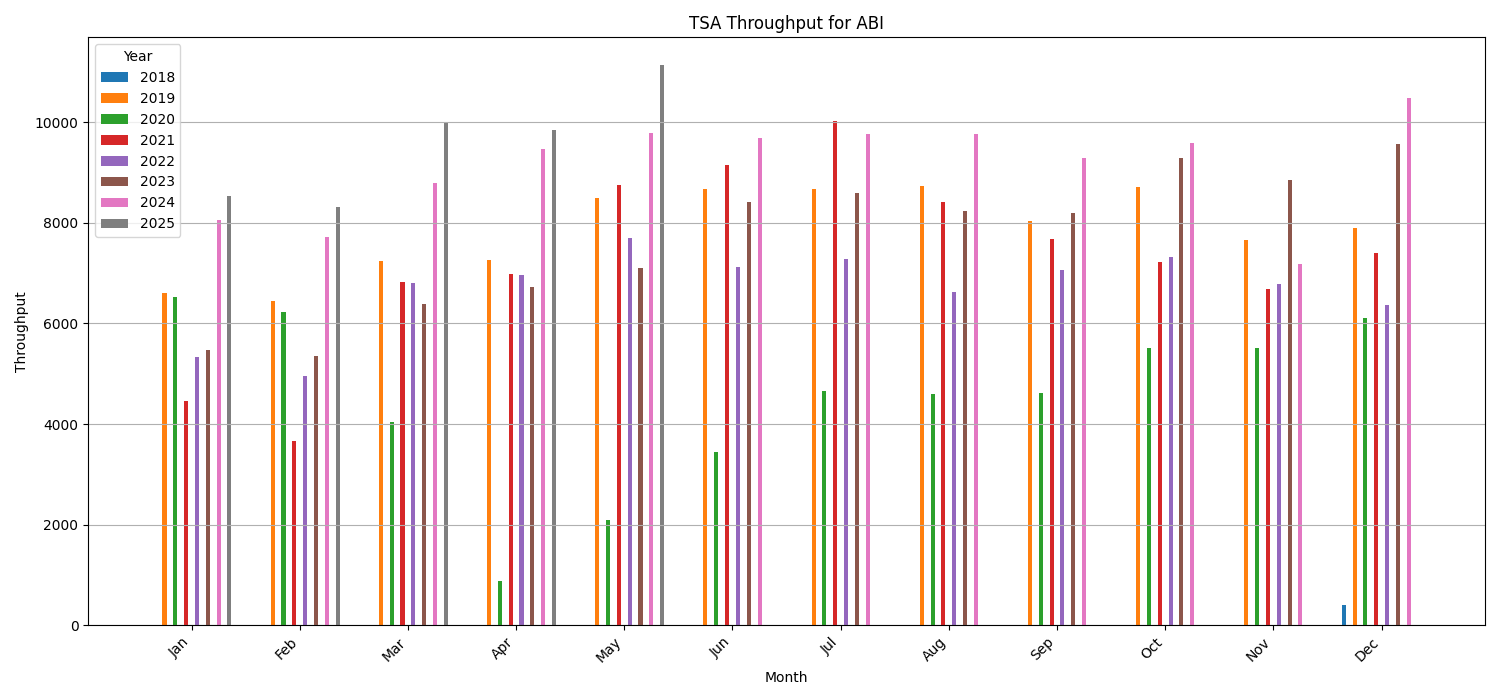 TSA Throughput for ABI
Year
2018
2019
2020
2021
2022
2023
2024
2025
Throughput
10000
8000
6000
4000
2000
0
Jan
Feb
Mar
Apr
May
Jun
Jul
Aug
Sep
Oct
Nov
Dec
Month